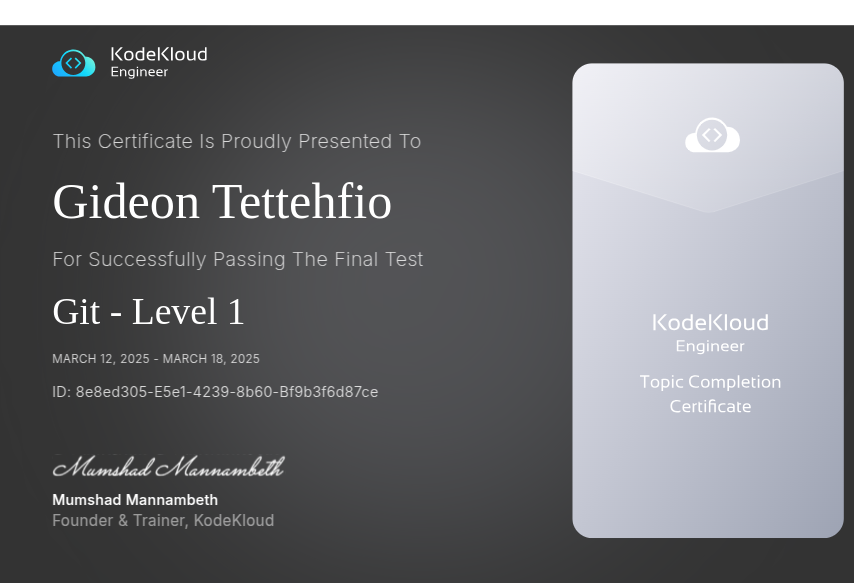 KodeKloud
Engineer
This Certificate Is Proudly Presented To
Gideon Tettehfio
For Successfully Passing The Final Test
Git - Level 1
MARCH 12, 2025 - MARCH 18, 2025
ID: 8e8ed305-E5e1-4239-8b60-Bf9b3f6d87ce
Mumshad Mannambeth
Mumshad Mannambeth
Founder & Trainer, KodeKloud
KodeKloud
Engineer
Topic Completion
Certificate